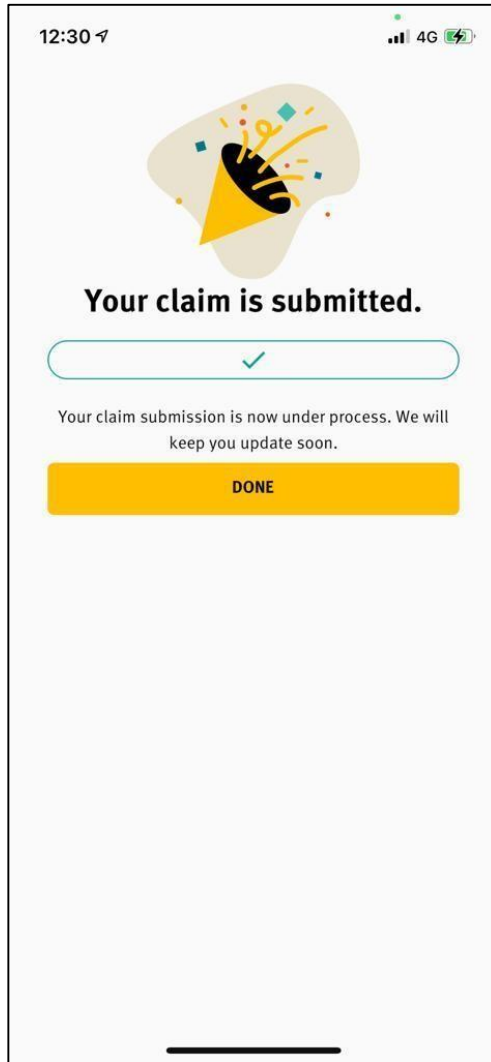 12:30
4G
Your claim is submitted.
Your claim submission is now under process. We will
keep you update soon.
DONE